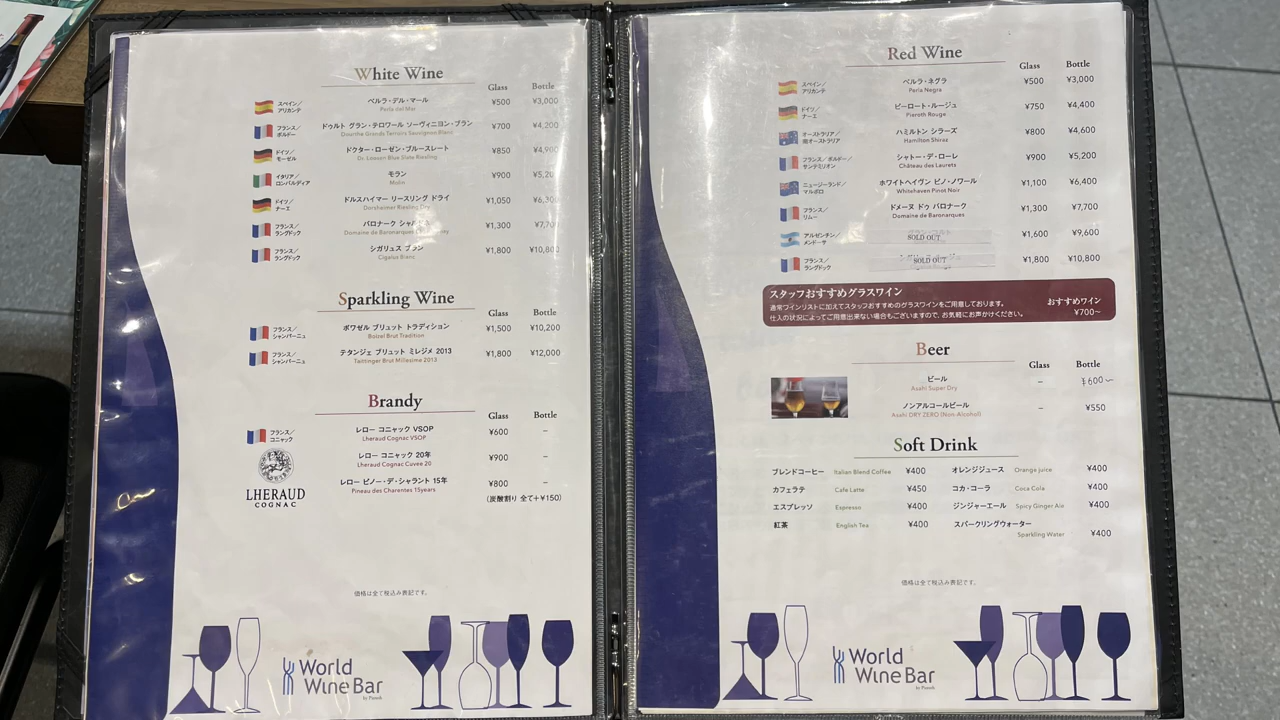 White Wine
Glass Bottle
スペイン/アリカンテ ペルラ・デル・マール ¥500 ¥3,000
Perla del Mar
フランス/ボルドー ドゥルト グラン・テロワール ソーヴィニヨン・ブラン ¥700 ¥4,200
Dourthe Grands Terroirs Sauvignon Blanc
ドイツ/モーゼル ドクター・ローゼン・ブルースレート ¥850 ¥4,900
Dr. Loosen Blue Slate Riesling
イタリア/ロンバルディア モラン ¥900
Molin
ドイツ/ナーエ ドルスハイマー リースリング ドライ ¥1,050
Dorsheimer Riesling
フランス/ラングドック バロナーク ¥1,300
Domaine de Baronarques
フランス/ラングドック シガリュス ブラン ¥1,800 ¥10,800
Cigalus Blanc
Sparkling Wine
フランス/シャンパーニュ ボワゼル ブリュット トラディション ¥1,500 ¥10,200
Boizel Brut Tradition
フランス/シャンパーニュ テタンジェ ブリュット ミレジメ 2013 ¥1,800 ¥12,000
Taittinger Brut Millesime 2013
Brandy
Glass Bottle
フランス/コニャック レロー コニャック VSOP ¥600 –
Lheraud Cognac VSOP
レロー コニャック 20年 ¥900 –
Lheraud Cognac Cuvee 20
レロー ピノー・デ・シャラント 15年 ¥800 –
Pineau des Charentes 15years
(炭酸割り 全て+¥150)
LHERAUD
COGNAC
価格は全て税込み表記です。
World
Wine Bar
by Pieroth
Red Wine
Glass Bottle
スペイン/アリカンテ ペルラ・ネグラ ¥500 ¥3,000
Perla Negra
ドイツ/ナーエ ピーロート・ルージュ ¥750 ¥4,400
Pieroth Rouge
オーストラリア/南オーストラリア ハミルトン シラーズ ¥800 ¥4,600
Hamilton Shiraz
フランス/ボルドー/サンテミリオン シャトー・デ・ローレ ¥900 ¥5,200
Château des Laurets
ニュージーランド/マルボロ ホワイトヘイヴン ピノ・ノワール ¥1,100 ¥6,400
Whitehaven Pinot Noir
フランス/リムー ドメーヌ ドゥ バロナーク ¥1,300 ¥7,700
Domaine de Baronarques
アルゼンチン/メンドーサ SOLD OUT ¥1,600 ¥9,600
フランス/ラングドック SOLD OUT ¥1,800 ¥10,800
スタッフおすすめグラスワイン
通常ワインリストに加えてスタッフおすすめのグラスワインをご用意しております。
仕入の状況によってご用意出来ない場合もございますので、お気軽にお声がけください。
おすすめワイン
¥700~
Beer
Glass Bottle
ビール – ¥600~
Asahi Super Dry
ノンアルコールビール – ¥550
Asahi DRY ZERO (Non-Alcohol)
Soft Drink
ブレンドコーヒー Italian Blend Coffee ¥400 オレンジジュース Orange juice ¥400
カフェラテ Cafe Latte ¥450 コカ・コーラ Coca Cola ¥400
エスプレッソ Espresso ¥400 ジンジャーエール Spicy Ginger Ale ¥400
紅茶 English Tea ¥400 スパークリングウォーター
Sparkling Water ¥400
価格は全て税込み表記です。
World
Wine Bar
by Pieroth